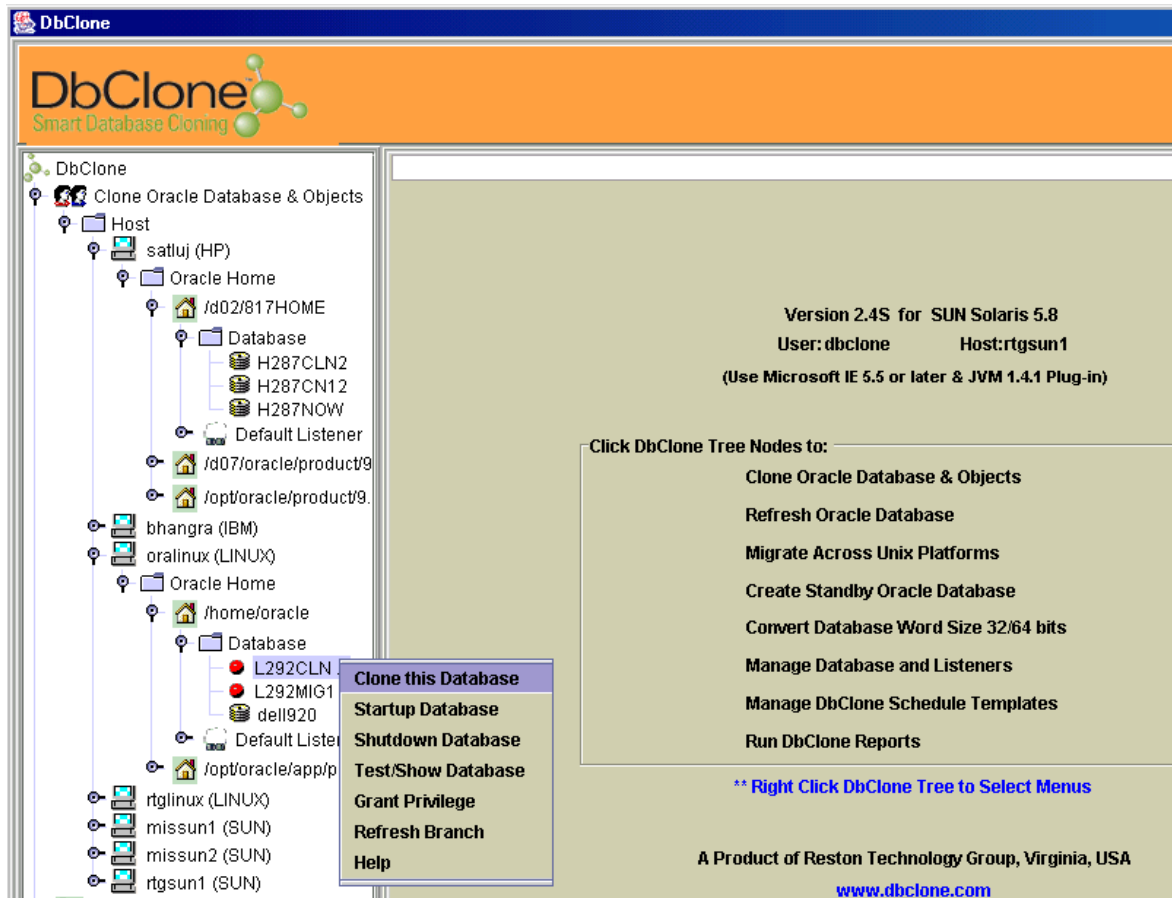 DbClone
DbClone
Smart Database Cloning
DbClone
Clone Oracle Database & Objects
Host
satluj (HP)
Oracle Home
/d02/817HOME
Database
H287CLN2
H287CN12
H287NOW
Default Listener
/d07/oracle/product/9
/opt/oracle/product/9.
bhangra (IBM)
oralinux (LINUX)
Oracle Home
/home/oracle
Database
L292CLN
L292MIG1
dell920
Default Lister
/opt/oracle/app/p
rtglinux (LINUX)
missun1 (SUN)
missun2 (SUN)
rtgsun1 (SUN)
Clone this Database
Startup Database
Shutdown Database
Test/Show Database
Grant Privilege
Refresh Branch
Help
Version 2.4S for SUN Solaris 5.8
User: dbclone Host:rtgsun1
(Use Microsoft IE 5.5 or later & JVM 1.4.1 Plug-in)
Click DbClone Tree Nodes to:
Clone Oracle Database & Objects
Refresh Oracle Database
Migrate Across Unix Platforms
Create Standby Oracle Database
Convert Database Word Size 32/64 bits
Manage Database and Listeners
Manage DbClone Schedule Templates
Run DbClone Reports
** Right Click DbClone Tree to Select Menus
A Product of Reston Technology Group, Virginia, USA
www.dbclone.com